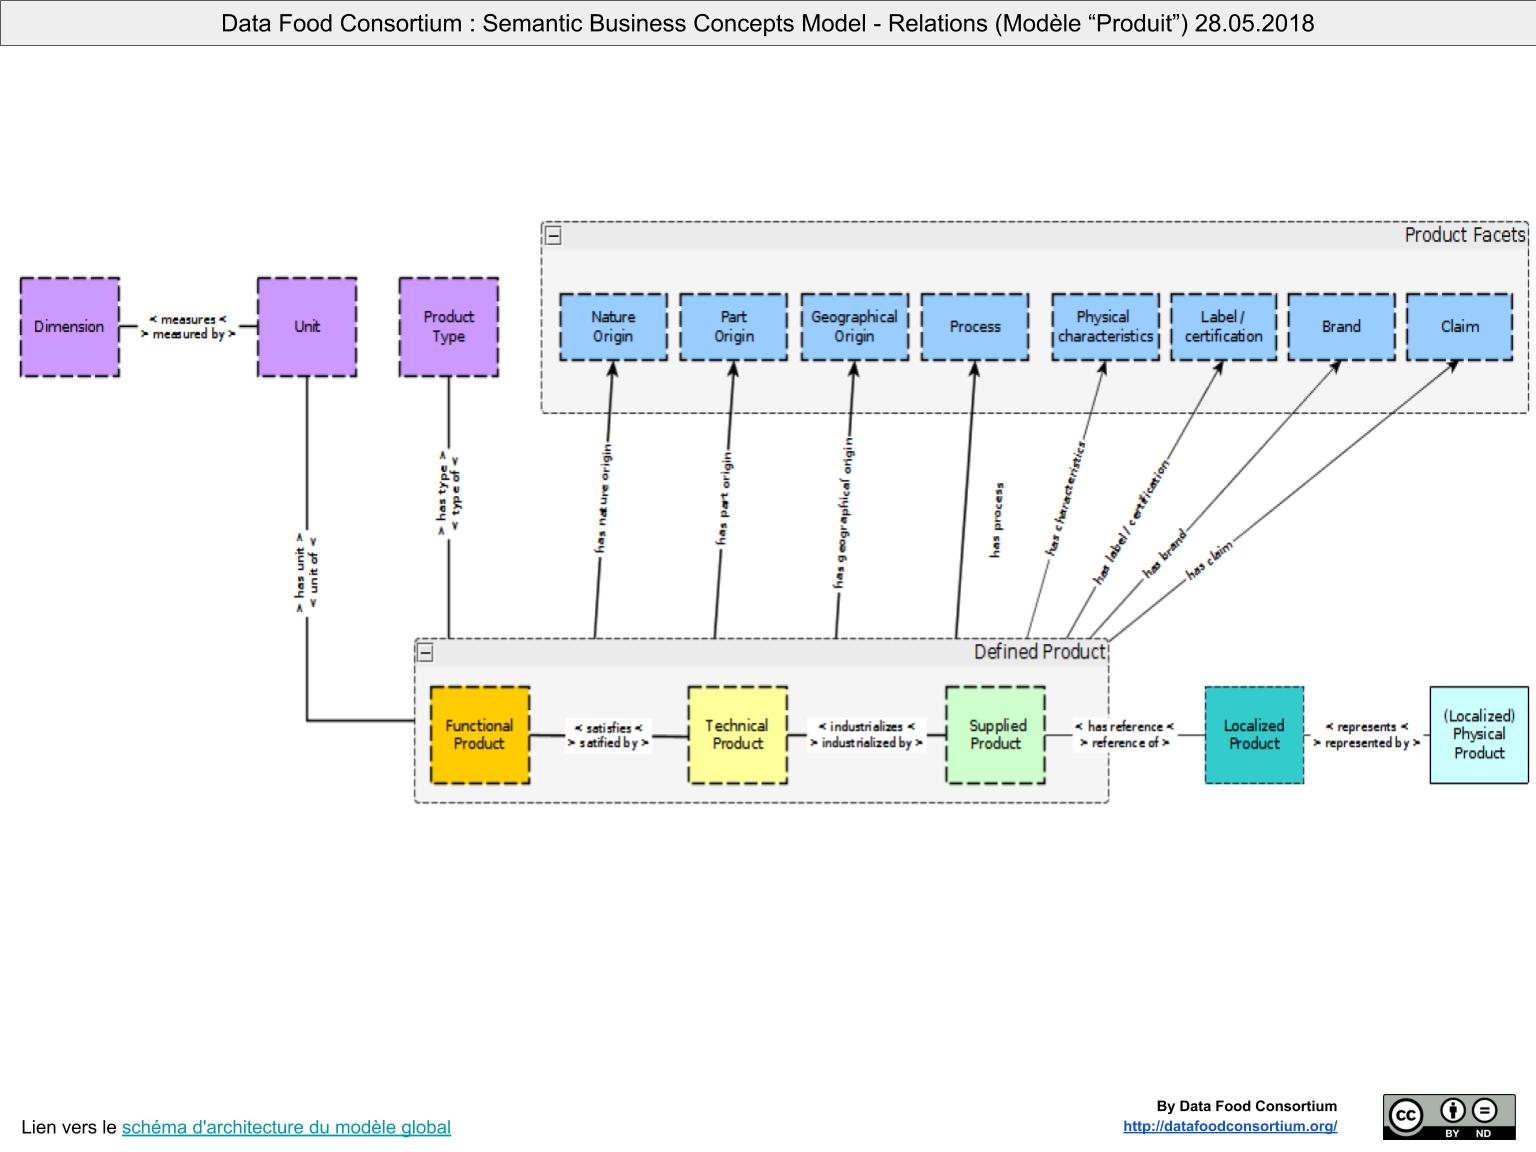 Data Food Consortium : Semantic Business Concepts Model - Relations (Modèle “Produit”) 28.05.2018
Product Facets
Dimension
< measures <
> measured by >
Unit
Product
Type
Nature
Origin
Part
Origin
Geographical
Origin
Process
Physical
characteristics
Label /
certification
Brand
Claim
> has unit >
< unit of <
> has type >
< type of <
has nature origin
has part origin
has geographical origin
has process
has characteristics
has label / certification
has brand
has claim
Defined Product
Functional
Product
< satisfies <
> satified by >
Technical
Product
< industrializes <
> industrialized by >
Supplied
Product
< has reference <
> reference of >
Localized
Product
< represents <
> represented by >
(Localized)
Physical
Product
Lien vers le schéma d'architecture du modèle global
By Data Food Consortium
http://datafoodconsortium.org/
cc
BY ND